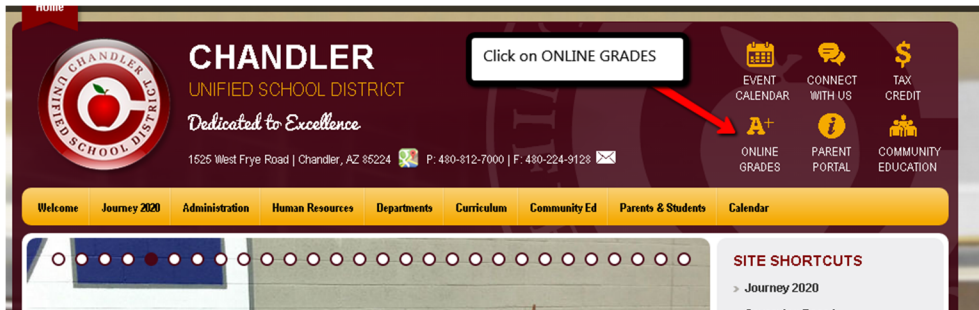 Home
CHANDLER UNIFIED SCHOOL DISTRICT
CHANDLER
UNIFIED SCHOOL DISTRICT
Dedicated to Excellence
1525 West Frye Road | Chandler, AZ 85224 P: 480-812-7000 | F: 480-224-9128
Click on ONLINE GRADES
EVENT
CALENDAR
CONNECT
WITH US
$
TAX
CREDIT
A+
ONLINE
GRADES
i
PARENT
PORTAL
COMMUNITY
EDUCATION
Welcome Journey 2020 Administration Human Resources Departments Curriculum Community Ed Parents & Students Calendar
SITE SHORTCUTS
» Journey 2020